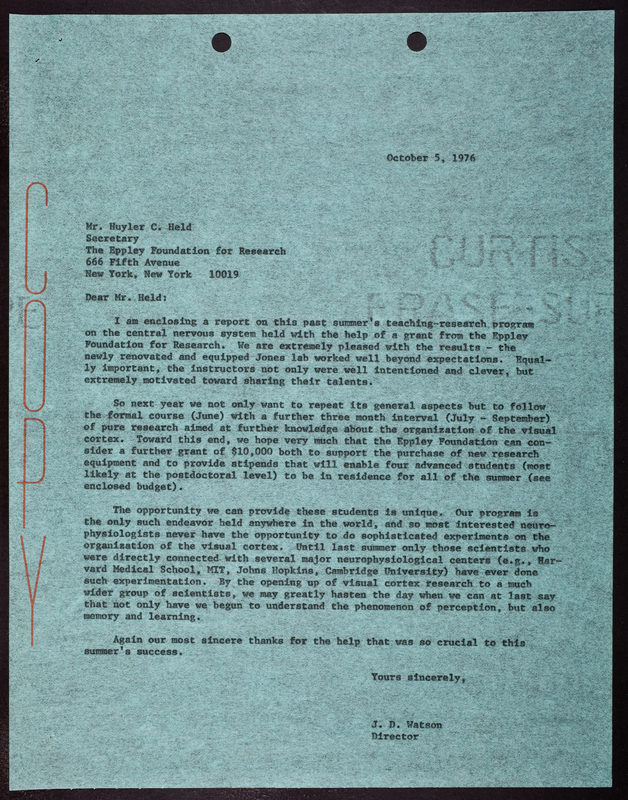 October 5, 1976
COPY
Mr. Huyler C. Held
Secretary
The Eppley Foundation for Research
666 Fifth Avenue
New York, New York 10019
CURTIS
ERASE-
Dear Mr. Held:
I am enclosing a report on this past summer's teaching-research program
on the central nervous system held with the help of a grant from the Eppley
Foundation for Research. We are extremely pleased with the results - the
newly renovated and equipped Jones lab worked well beyond expectations. Equal-
ly important, the instructors not only were well intentioned and clever, but
extremely motivated toward sharing their talents.
So next year we not only want to repeat its general aspects but to follow
the formal course (June) with a further three month interval (July - September)
of pure research aimed at further knowledge about the organization of the visual
cortex. Toward this end, we hope very much that the Eppley Foundation can con-
sider a further grant of $10,000 both to support the purchase of new research
equipment and to provide stipends that will enable four advanced students (most
likely at the postdoctoral level) to be in residence for all of the summer (see
enclosed budget).
The opportunity we can provide these students is unique. Our program is
the only such endeavor held anywhere in the world, and so most interested neuro-
physiologists never have the opportunity to do sophisticated experiments on the
organization of the visual cortex. Until last summer only those scientists who
were directly connected with several major neurophysiological centers (e.g., Har-
vard Medical School, MIT, Johns Hopkins, Cambridge University) have ever done
such experimentation. By the opening up of visual cortex research to a much
wider group of scientists, we may greatly hasten the day when we can at last say
that not only have we begun to understand the phenomenon of perception, but also
memory and learning.
Again our most sincere thanks for the help that was so crucial to this
summer's success.
Yours sincerely,
J. D. Watson
Director